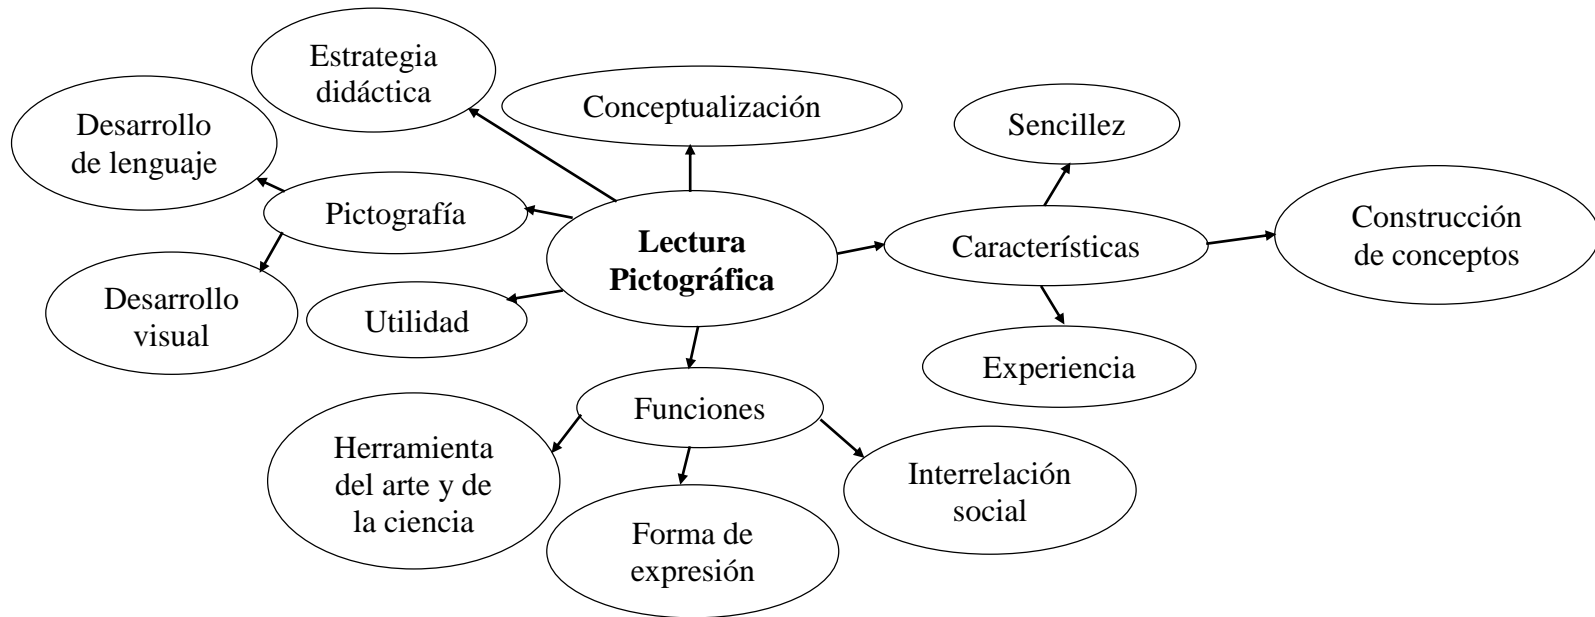 Estrategia
didáctica
Conceptualización
Sencillez
Desarrollo
de lenguaje
Pictografía
Lectura
Pictográfica
Características
Construcción
de conceptos
Desarrollo
visual
Utilidad
Experiencia
Funciones
Herramienta
del arte y de
la ciencia
Interrelación
social
Forma de
expresión